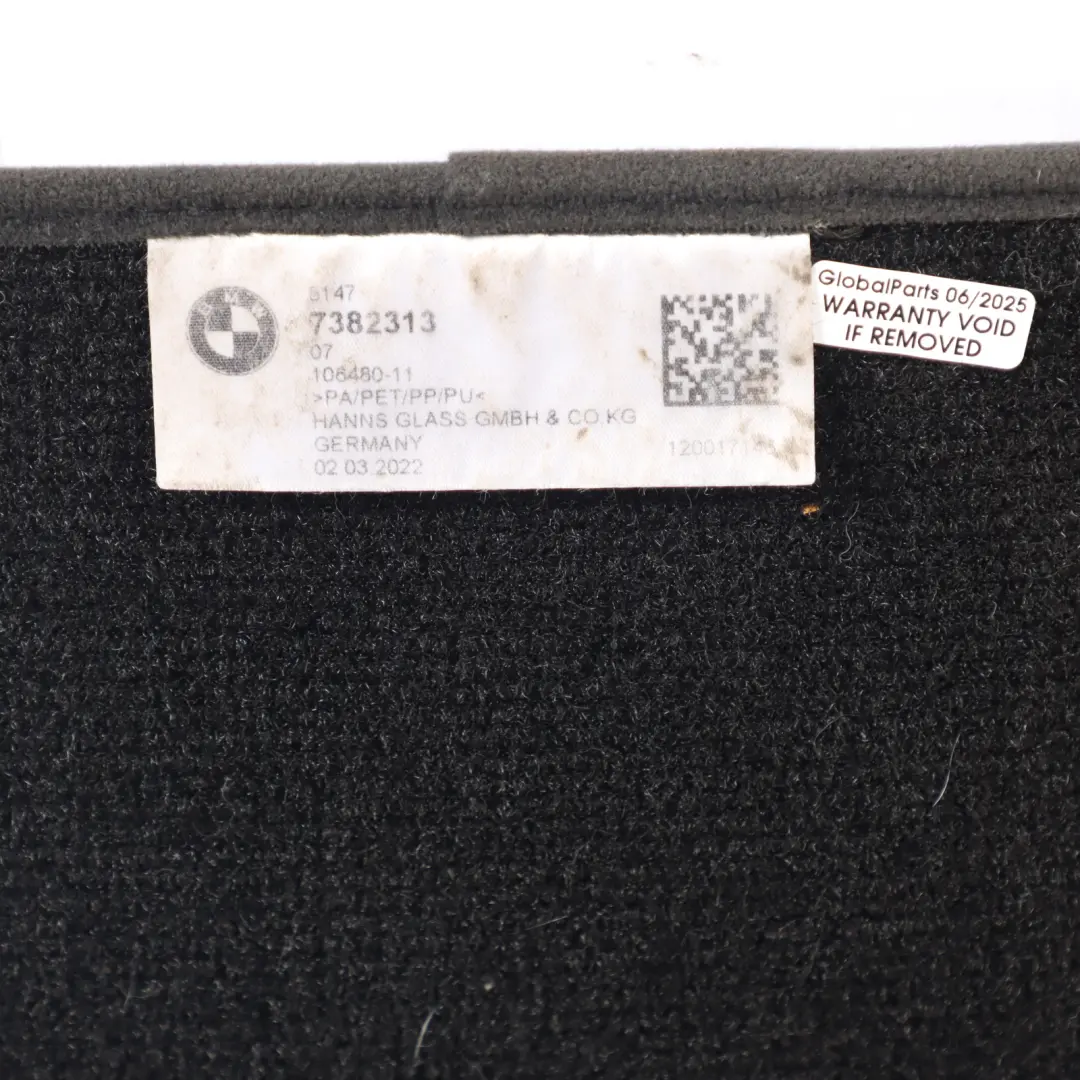 BMW
7382313
07
106480-11
>PA/PET/PP/PU<
HANNS GLASS GMBH & CO.KG
GERMANY
02.03.2022
GlobalParts 06/2025
WARRANTY VOID
IF REMOVED